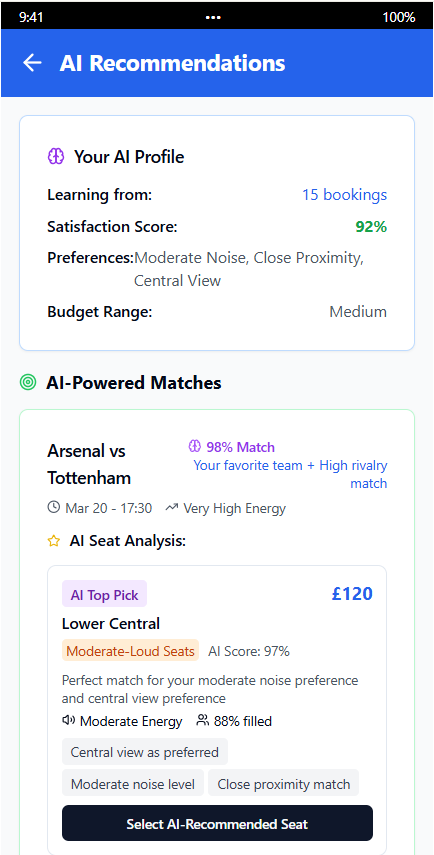 9:41 ••• 100%
AI Recommendations
Your AI Profile
Learning from: 15 bookings
Satisfaction Score: 92%
Preferences: Moderate Noise, Close Proximity,
Central View
Budget Range: Medium
AI-Powered Matches
Arsenal vs
Tottenham
98% Match
Your favorite team + High rivalry
match
Mar 20 - 17:30 Very High Energy
AI Seat Analysis:
AI Top Pick £120
Lower Central
Moderate-Loud Seats AI Score: 97%
Perfect match for your moderate noise preference
and central view preference
Moderate Energy 88% filled
Central view as preferred
Moderate noise level Close proximity match
Select AI-Recommended Seat